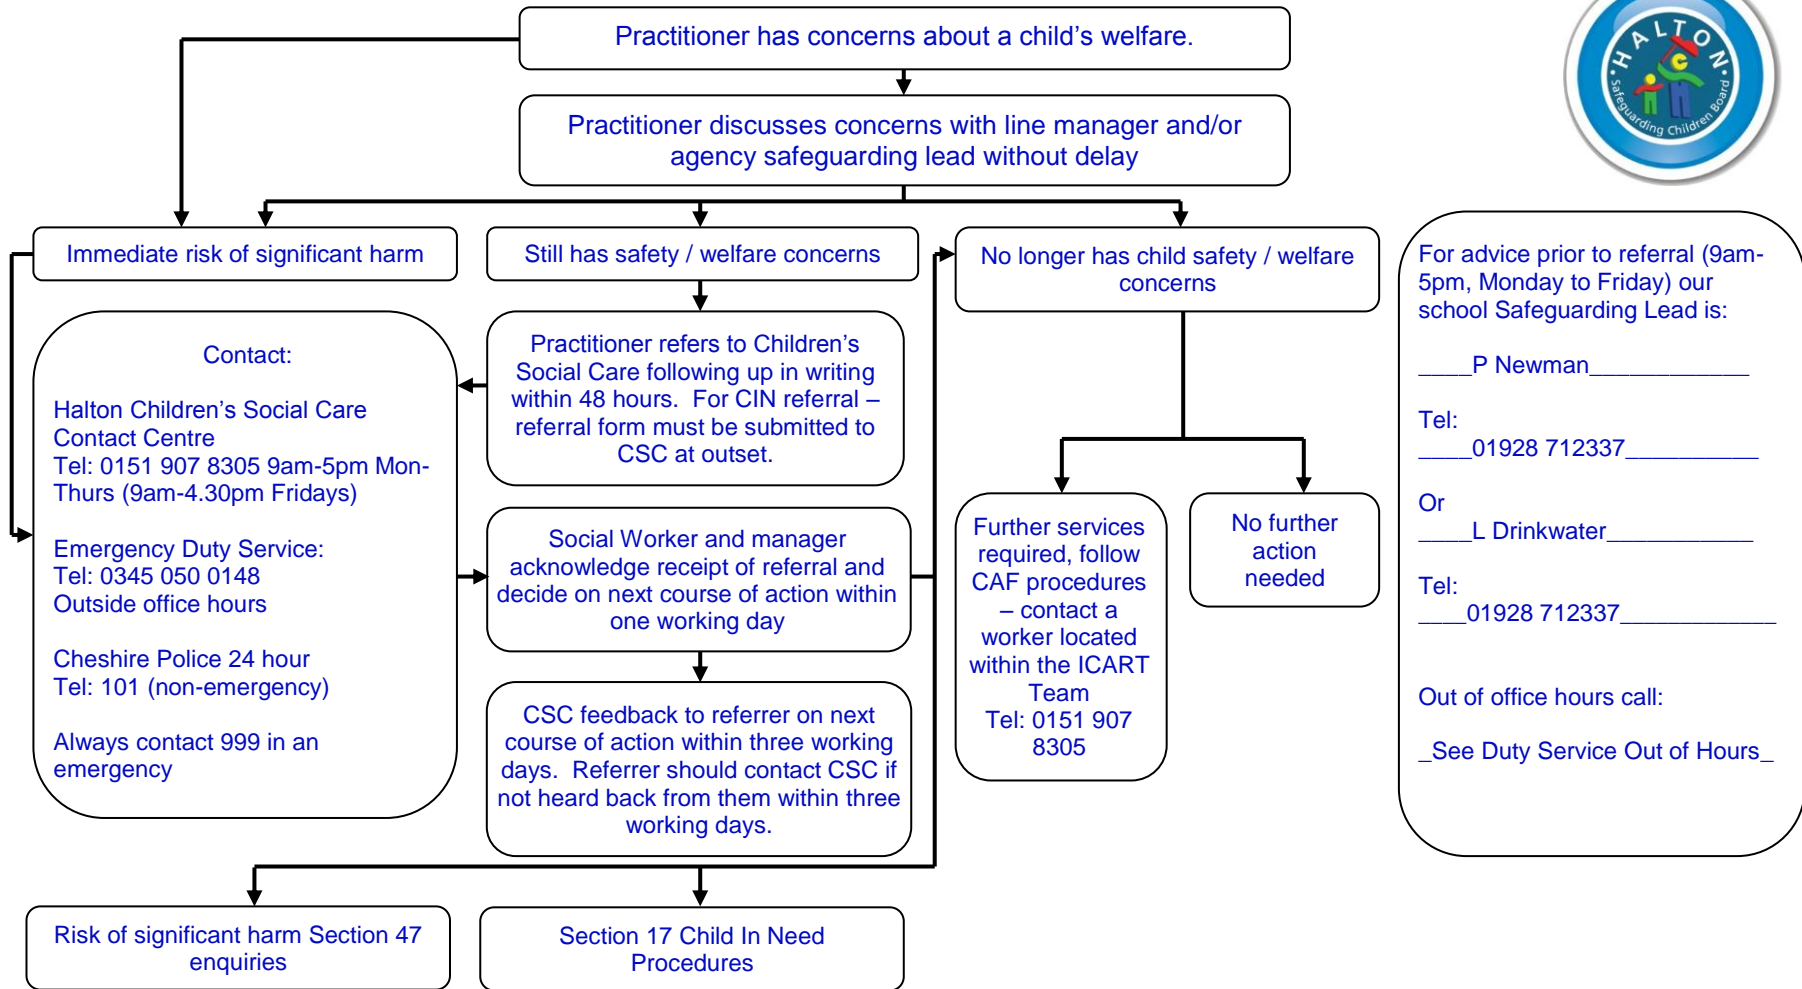 Practitioner has concerns about a child’s welfare.
Practitioner discusses concerns with line manager and/or
agency safeguarding lead without delay
HALTON
Safeguarding Children Board
Immediate risk of significant harm
Still has safety / welfare concerns
No longer has child safety / welfare
concerns
Contact:
Halton Children’s Social Care
Contact Centre
Tel: 0151 907 8305 9am-5pm Mon-
Thurs (9am-4.30pm Fridays)
Emergency Duty Service:
Tel: 0345 050 0148
Outside office hours
Cheshire Police 24 hour
Tel: 101 (non-emergency)
Always contact 999 in an
emergency
Practitioner refers to Children’s
Social Care following up in writing
within 48 hours.  For CIN referral –
referral form must be submitted to
CSC at outset.
Social Worker and manager
acknowledge receipt of referral and
decide on next course of action within
one working day
CSC feedback to referrer on next
course of action within three working
days.  Referrer should contact CSC if
not heard back from them within three
working days.
Further services
required, follow
CAF procedures
– contact a
worker located
within the ICART
Team
Tel: 0151 907
8305
No further
action
needed
For advice prior to referral (9am-
5pm, Monday to Friday) our
school Safeguarding Lead is:
____P Newman____________
Tel:
____01928 712337__________
Or
____L Drinkwater___________
Tel:
____01928 712337____________
Out of office hours call:
_See Duty Service Out of Hours_
Risk of significant harm Section 47
enquiries
Section 17 Child In Need
Procedures